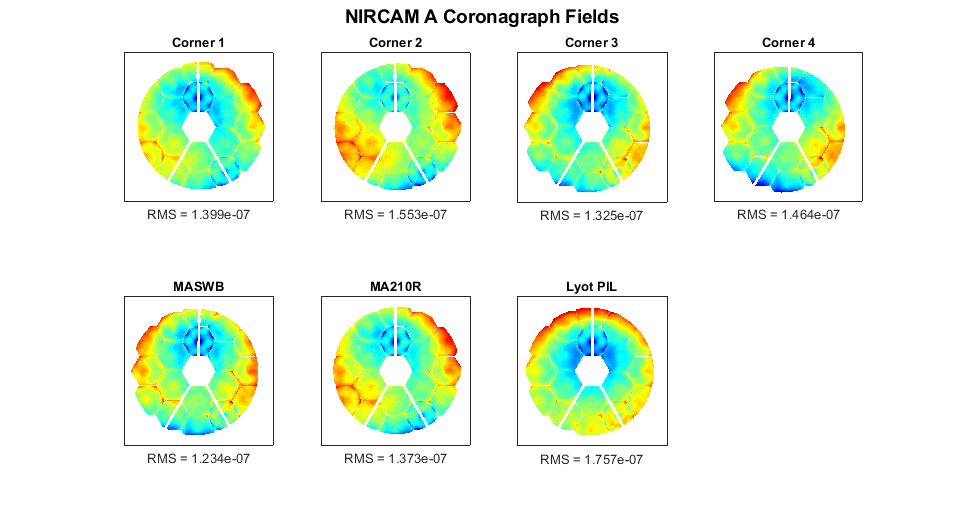 NIRCAM A Coronagraph Fields
Corner 1
Corner 2
Corner 3
Corner 4
RMS = 1.399e-07
RMS = 1.553e-07
RMS = 1.325e-07
RMS = 1.464e-07
MASWB
MA210R
Lyot PIL
RMS = 1.234e-07
RMS = 1.373e-07
RMS = 1.757e-07